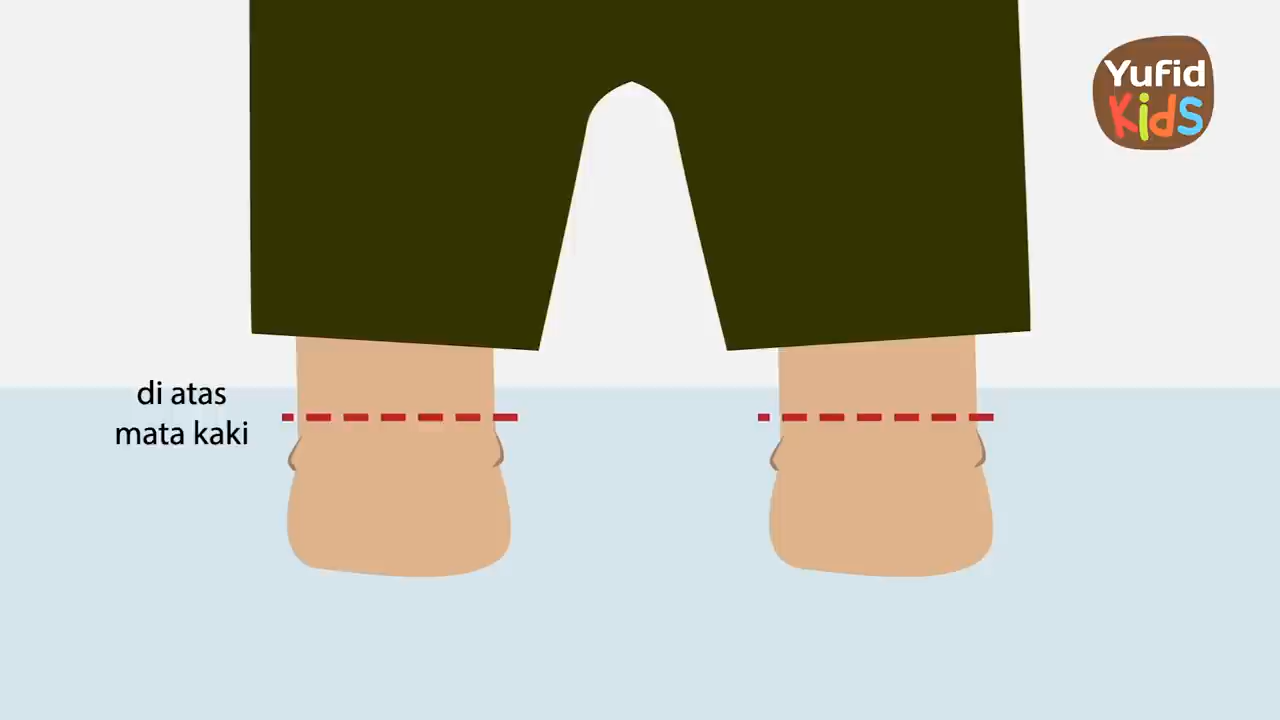 Yufid
Kids
di atas
mata kaki